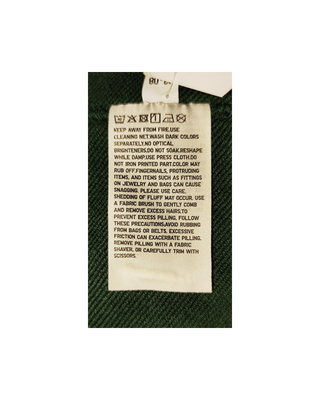 KEEP AWAY FROM FIRE.USE
CLEANING NET.WASH DARK COLORS
SEPARATELY.NO OPTICAL
BRIGHTENERS.DO NOT SOAK.RESHAPE
WHILE DAMP.USE PRESS CLOTH.DO
NOT IRON PRINTED PART.COLOR MAY
RUB OFF.FINGERNAILS, PROTRUDING
ITEMS, AND ITEMS SUCH AS FITTINGS
ON JEWELRY AND BAGS CAN CAUSE
SNAGGING. PLEASE USE CARE.
SHEDDING OF FLUFF MAY OCCUR. USE
A FABRIC BRUSH TO GENTLY COMB
AND REMOVE EXCESS HAIRS.TO
PREVENT EXCESS PILLING, FOLLOW
THESE PRECAUTIONS:AVOID RUBBING
FROM BAGS OR BELTS. EXCESSIVE
FRICTION CAN EXACERBATE PILLING.
REMOVE PILLING WITH A FABRIC
SHAVER, OR CAREFULLY TRIM WITH
SCISSORS.